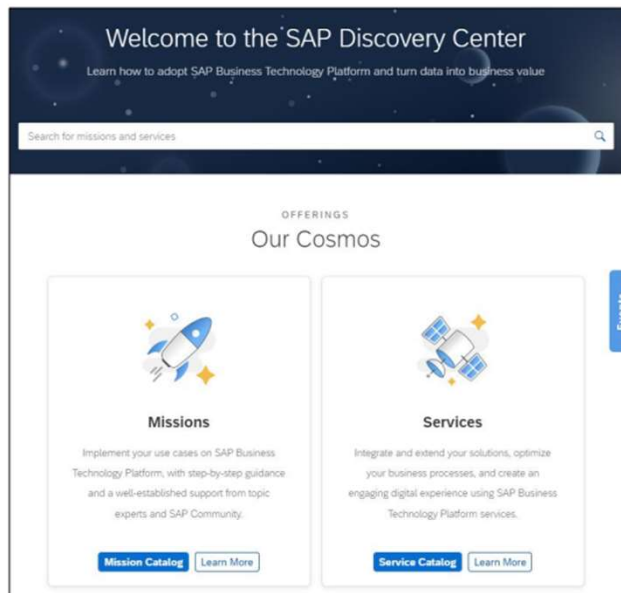 Welcome to the SAP Discovery Center
Learn how to adopt SAP Business Technology Platform and turn data into business value
Search for missions and services
OFFERINGS
Our Cosmos
Missions
Implement your use cases on SAP Business
Technology Platform, with step-by-step guidance
and a well-established support from topic
experts and SAP Community.
Mission Catalog Learn More
Services
Integrate and extend your solutions, optimize
your business processes, and create an
engaging digital experience using SAP Business
Technology Platform services.
Service Catalog Learn More